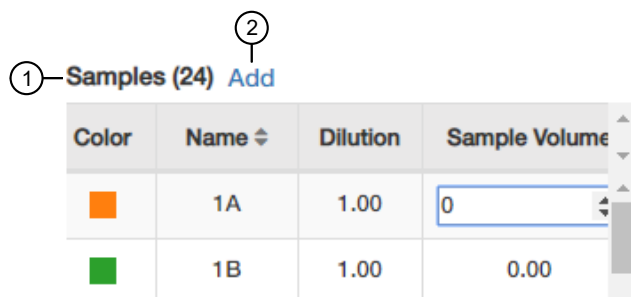 2
1 Samples (24) Add
Color Name Dilution Sample Volume
1A 1.00 0
1B 1.00 0.00